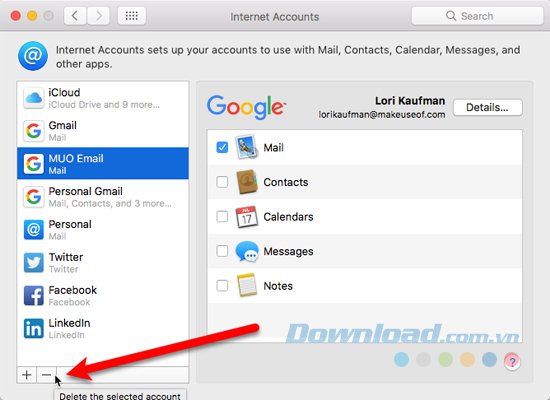 Internet Accounts
Search
Internet Accounts sets up your accounts to use with Mail, Contacts, Calendar, Messages, and
other apps.
iCloud
iCloud Drive and 9 more...
Gmail
Mail
MUO Email
Mail
Personal Gmail
Mail, Contacts, and 3 more...
Personal
Mail
Twitter
Twitter
Facebook
Facebook
LinkedIn
LinkedIn
Google™
Lori Kaufman
lorikaufman@makeuseof.com
Details...
Mail
Contacts
JUL
17
Calendars
Messages
Notes
Download.com.vn
?
+ −
Delete the selected account